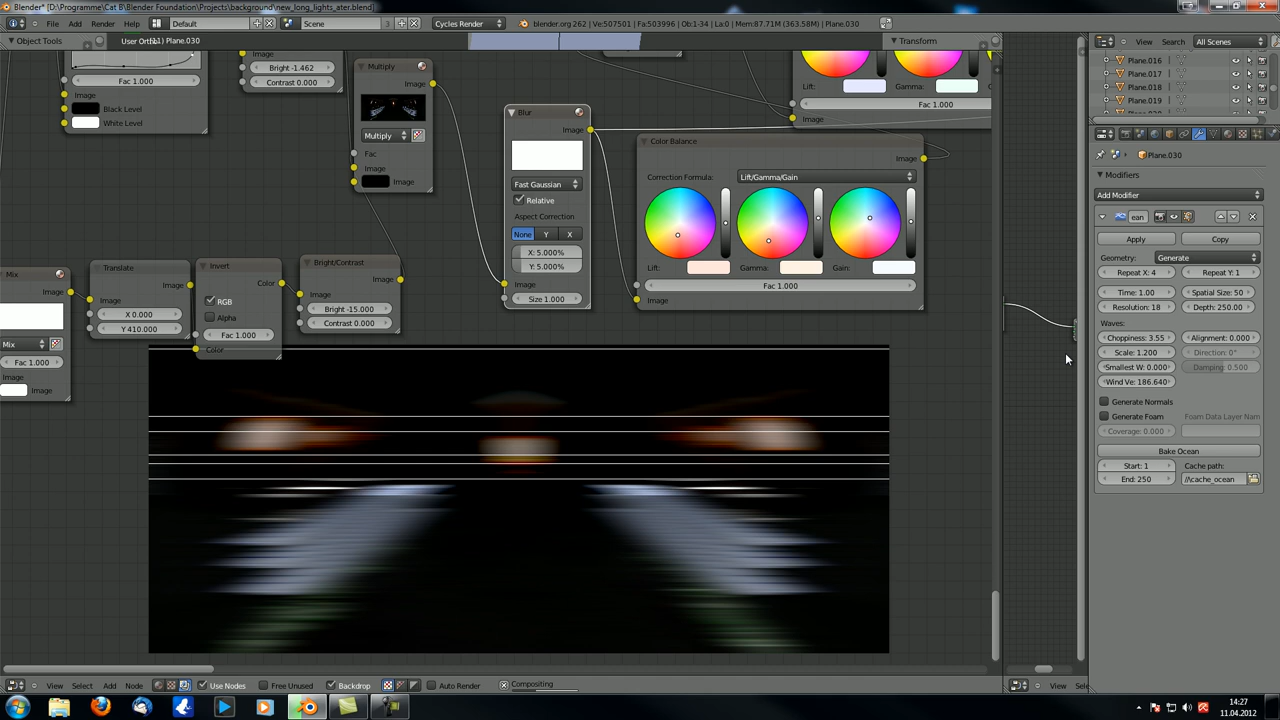 Blender* [D:\Programme\Cat B\Blender Foundation\Projects\background\new_long_lights_ater.blend]
File Add Render Window Help Default Scene Cycles Render blender.org 262 | Ve:507501 | Fa:503996 | Ob:1-34 | La:0 | Mem:87.71M (363.58M) | Plane.030
Object Tools
Plane.030
Transform
View Search All Scenes
Plane.016
Plane.017
Plane.018
Plane.019
Image
Bright -1.462
Contrast 0.000
Fac 1.000
Image
Black Level
White Level
Multiply
Image
Multiply
Fac
Image
Image
Blur
Image
Fast Gaussian
Relative
Aspect Correction
None Y X
X: 5.000%
Y: 5.000%
Image
Size 1.000
Color Balance
Image
Correction Formula: Lift/Gamma/Gain
Lift: Gamma: Gain:
Fac 1.000
Image
Lift: Gamma:
Fac 1.000
Image
Mix
Image
Mix
Fac 1.000
Image
Image
Translate
Image
Image
X 0.000
Y 410.000
Invert
Color
RGB
Alpha
Fac 1.000
Color
Bright/Contrast
Image
Image
Bright -15.000
Contrast 0.000
Plane.030
Modifiers
Add Modifier
ean
Apply Copy
Geometry: Generate
Repeat X: 4 Repeat Y: 1
Time: 1.00 Spatial Size: 50
Resolution: 18 Depth: 250.00
Waves:
Choppiness: 3.55 Alignment: 0.000
Scale: 1.200 Direction: 0°
Smallest W: 0.000 Damping: 0.500
Wind Ve: 186.640
Generate Normals
Generate Foam Foam Data Layer Nam
Coverage: 0.000
Bake Ocean
Start: 1 Cache path:
End: 250 //cache_ocean
View Select Add Node Use Nodes Free Unused Backdrop Auto Render Compositing
View Sele
14:27
11.04.2012